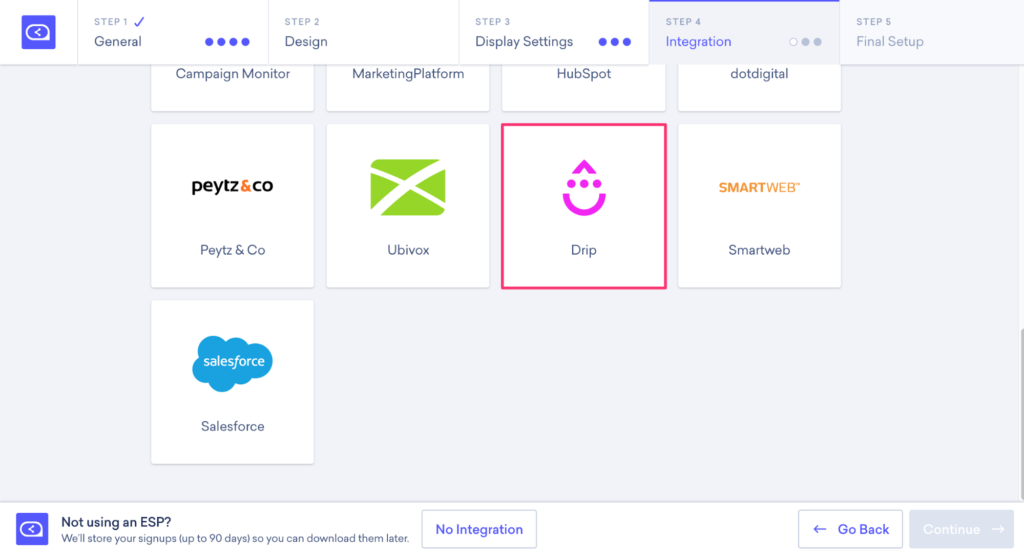 STEP 1
General
STEP 2
Design
STEP 3
Display Settings
STEP 4
Integration
STEP 5
Final Setup
Campaign Monitor
MarketingPlatform
HubSpot
dotdigital
peytz&co
SMARTWEB™
Peytz & Co
Ubivox
Drip
Smartweb
salesforce
Salesforce
Not using an ESP?
We'll store your signups (up to 90 days) so you can download them later.
No Integration
Go Back
Continue